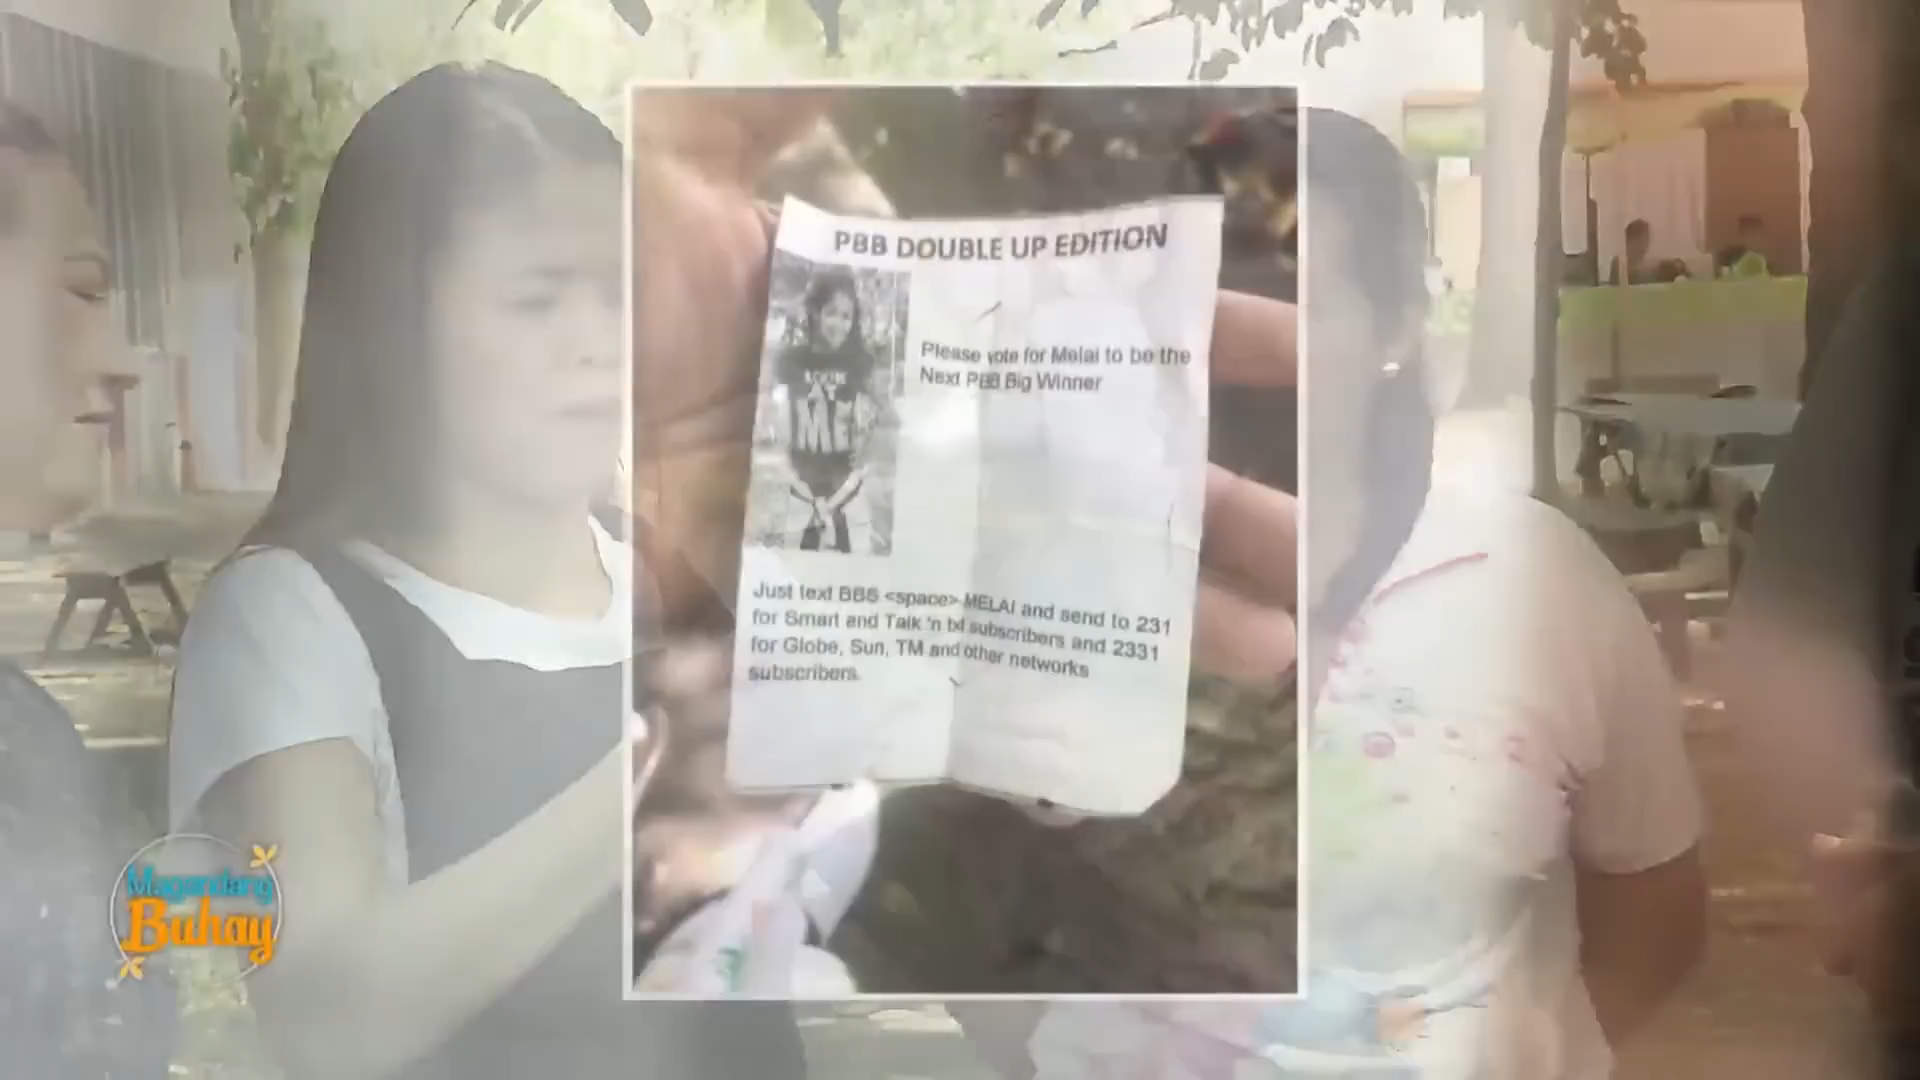 PBB DOUBLE UP EDITION
Please vote for Melai to be the
Next PBB Big Winner
ME
Just text BBS <space> MELAI and send to 231
for Smart and Talk 'n txt subscribers and 2331
for Globe, Sun, TM and other networks
subscribers.
Magandang
Buhay